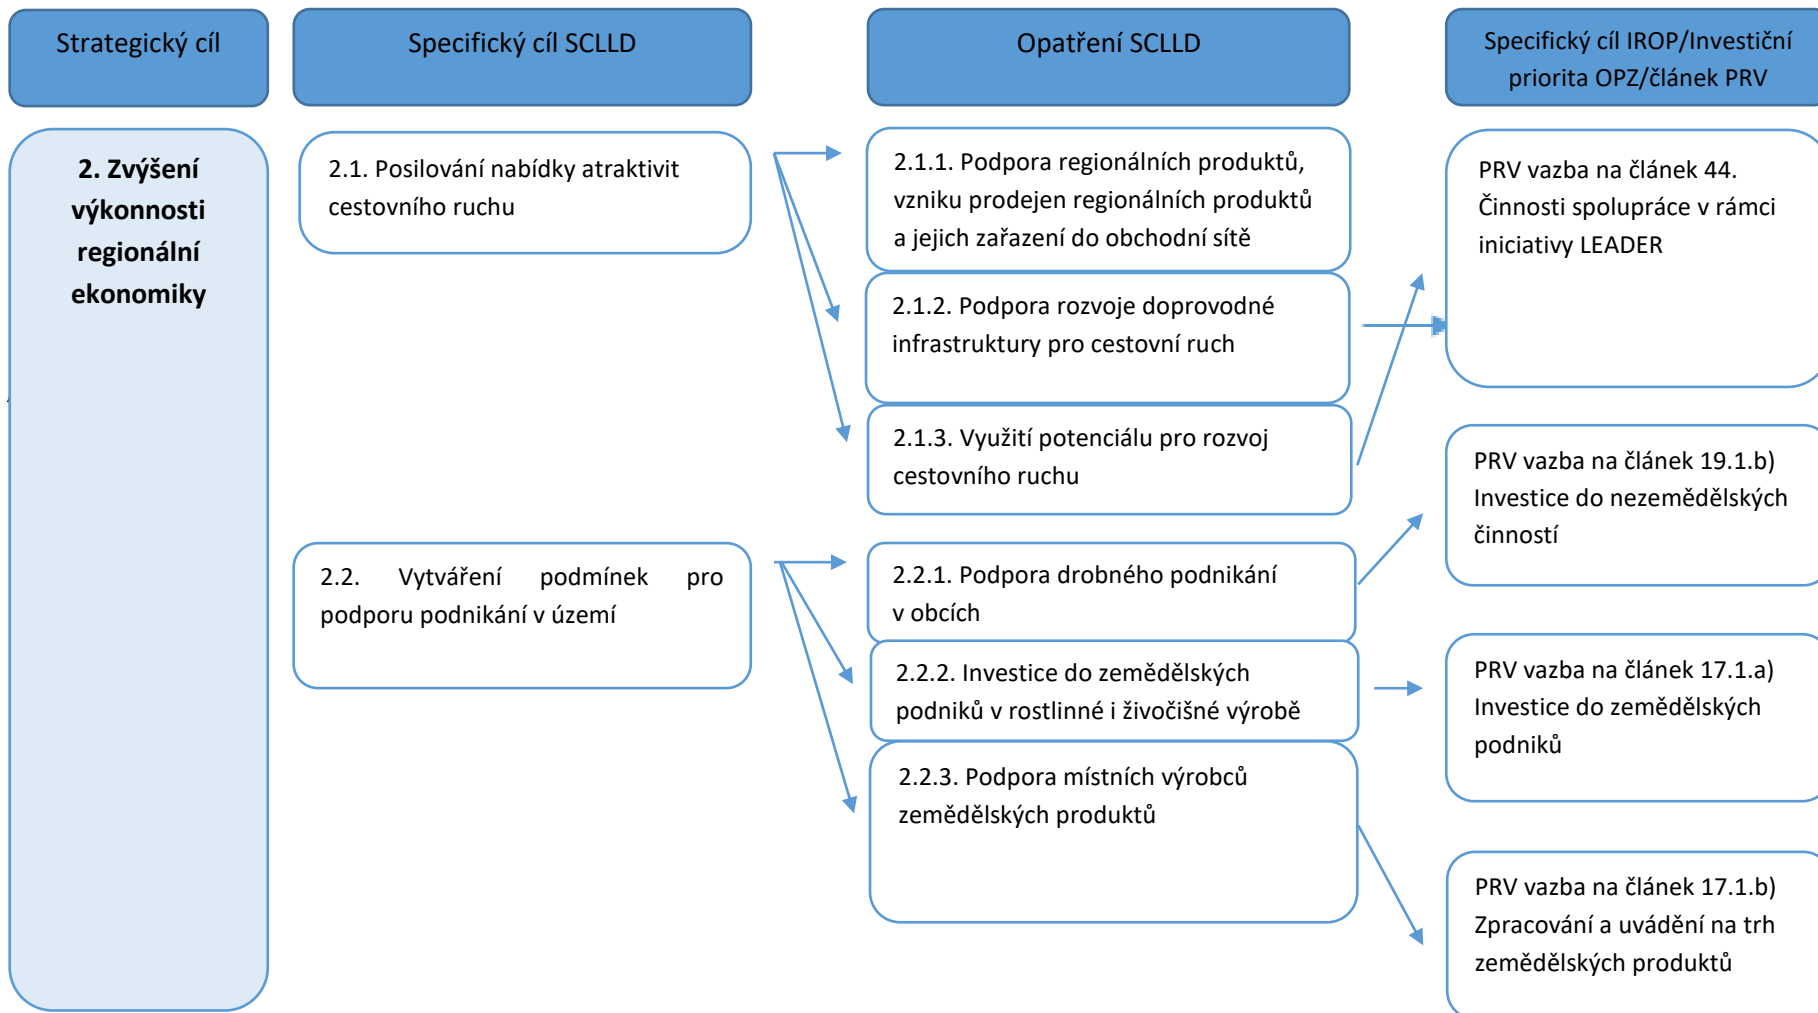 Strategický cíl
Specifický cíl SCLLD
Opatření SCLLD
Specifický cíl IROP/Investiční
priorita OPZ/článek PRV
2. Zvýšení
výkonnosti
regionální
ekonomiky
2.1. Posilování nabídky atraktivit
cestovního ruchu
2.1.1. Podpora regionálních produktů,
vzniku prodejen regionálních produktů
a jejich zařazení do obchodní sítě
2.1.2. Podpora rozvoje doprovodné
infrastruktury pro cestovní ruch
2.1.3. Využití potenciálu pro rozvoj
cestovního ruchu
PRV vazba na článek 44.
Činnosti spolupráce v rámci
iniciativy LEADER
2.2. Vytváření podmínek pro
podporu podnikání v území
2.2.1. Podpora drobného podnikání
v obcích
2.2.2. Investice do zemědělských
podniků v rostlinné i živočišné výrobě
2.2.3. Podpora místních výrobců
zemědělských produktů
PRV vazba na článek 19.1.b)
Investice do nezemědělských
činností
PRV vazba na článek 17.1.a)
Investice do zemědělských
podniků
PRV vazba na článek 17.1.b)
Zpracování a uvádění na trh
zemědělských produktů